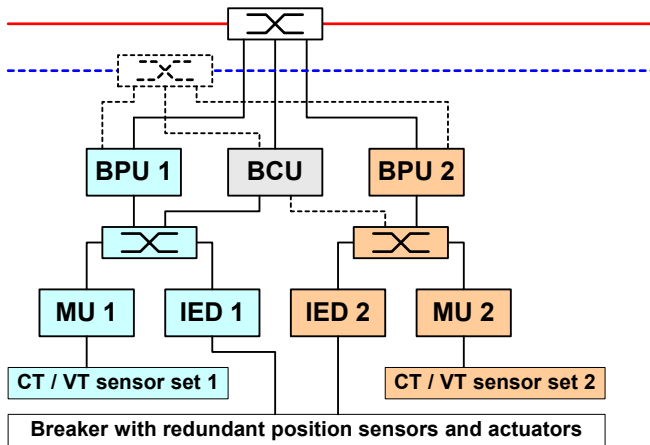 BPU 1
BCU
BPU 2
MU 1
IED 1
IED 2
MU 2
CT / VT sensor set 1
CT / VT sensor set 2
Breaker with redundant position sensors and actuators